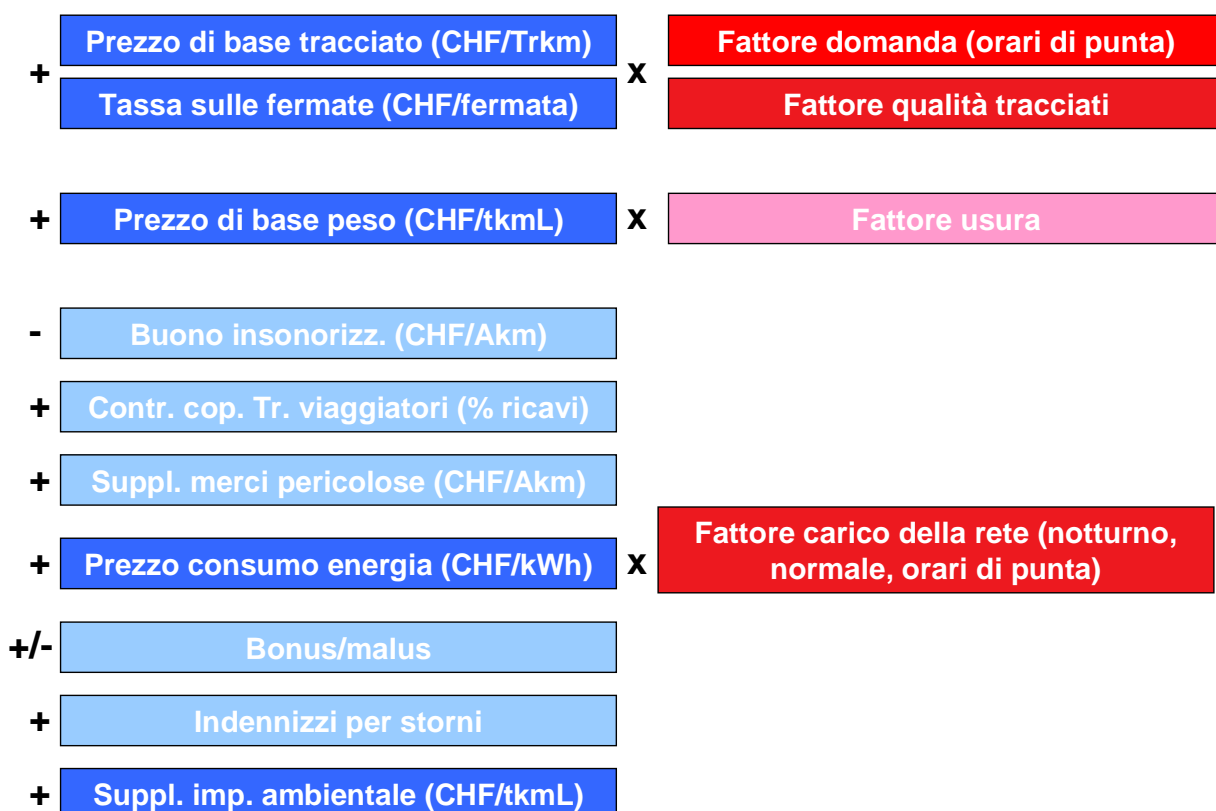 +
Prezzo di base tracciato (CHF/Trkm)
Tassa sulle fermate (CHF/fermata)
x
Fattore domanda (orari di punta)
Fattore qualità tracciati
+ Prezzo di base peso (CHF/tkmL) x Fattore usura
- Buono insonorizz. (CHF/Akm)
+ Contr. cop. Tr. viaggiatori (% ricavi)
+ Suppl. merci pericolose (CHF/Akm)
+ Prezzo consumo energia (CHF/kWh) x
Fattore carico della rete (notturno,
normale, orari di punta)
+/- Bonus/malus
+ Indennizzi per storni
+ Suppl. imp. ambientale (CHF/tkmL)